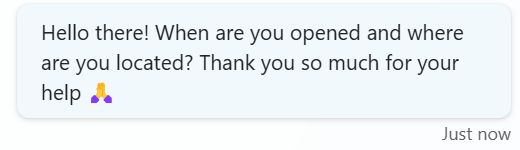 Hello there! When are you opened and where
are you located? Thank you so much for your
help 🙏
Just now